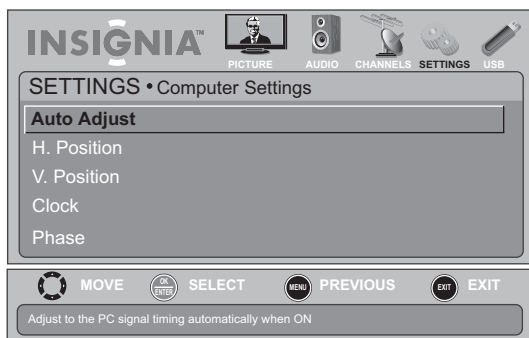 INSIGNIA™
PICTURE AUDIO CHANNELS SETTINGS USB
SETTINGS • Computer Settings
Auto Adjust
H. Position
V. Position
Clock
Phase
MOVE OK ENTER SELECT MENU PREVIOUS EXIT EXIT
Adjust to the PC signal timing automatically when ON